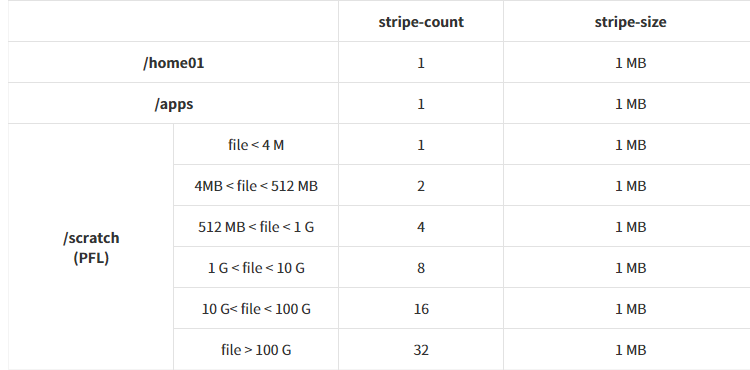 stripe-count stripe-size
/home01 1 1 MB
/apps 1 1 MB
/scratch
(PFL)
file < 4 M 1 1 MB
4MB < file < 512 MB 2 1 MB
512 MB < file < 1 G 4 1 MB
1 G < file < 10 G 8 1 MB
10 G< file < 100 G 16 1 MB
file > 100 G 32 1 MB